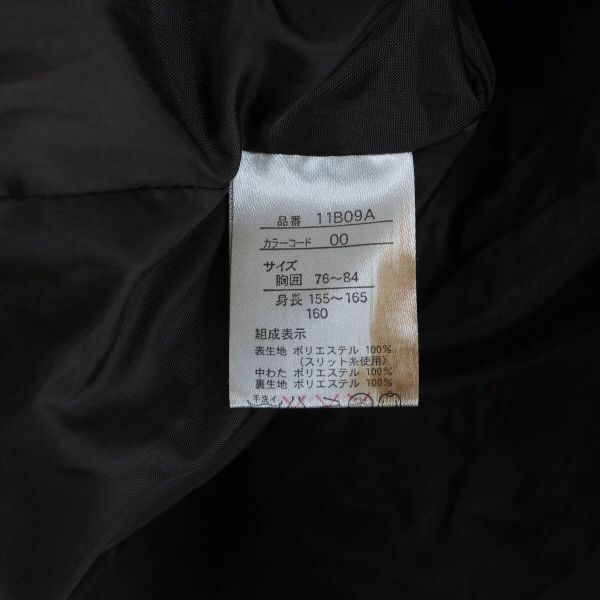 品番 11B09A
カラーコード 00
サイズ
胸囲 76〜84
身長 155〜165
160
組成表示
表生地 ポリエステル 100%
(スリット糸使用)
中わた ポリエステル 100%
裏生地 ポリエステル 100%
手洗イ